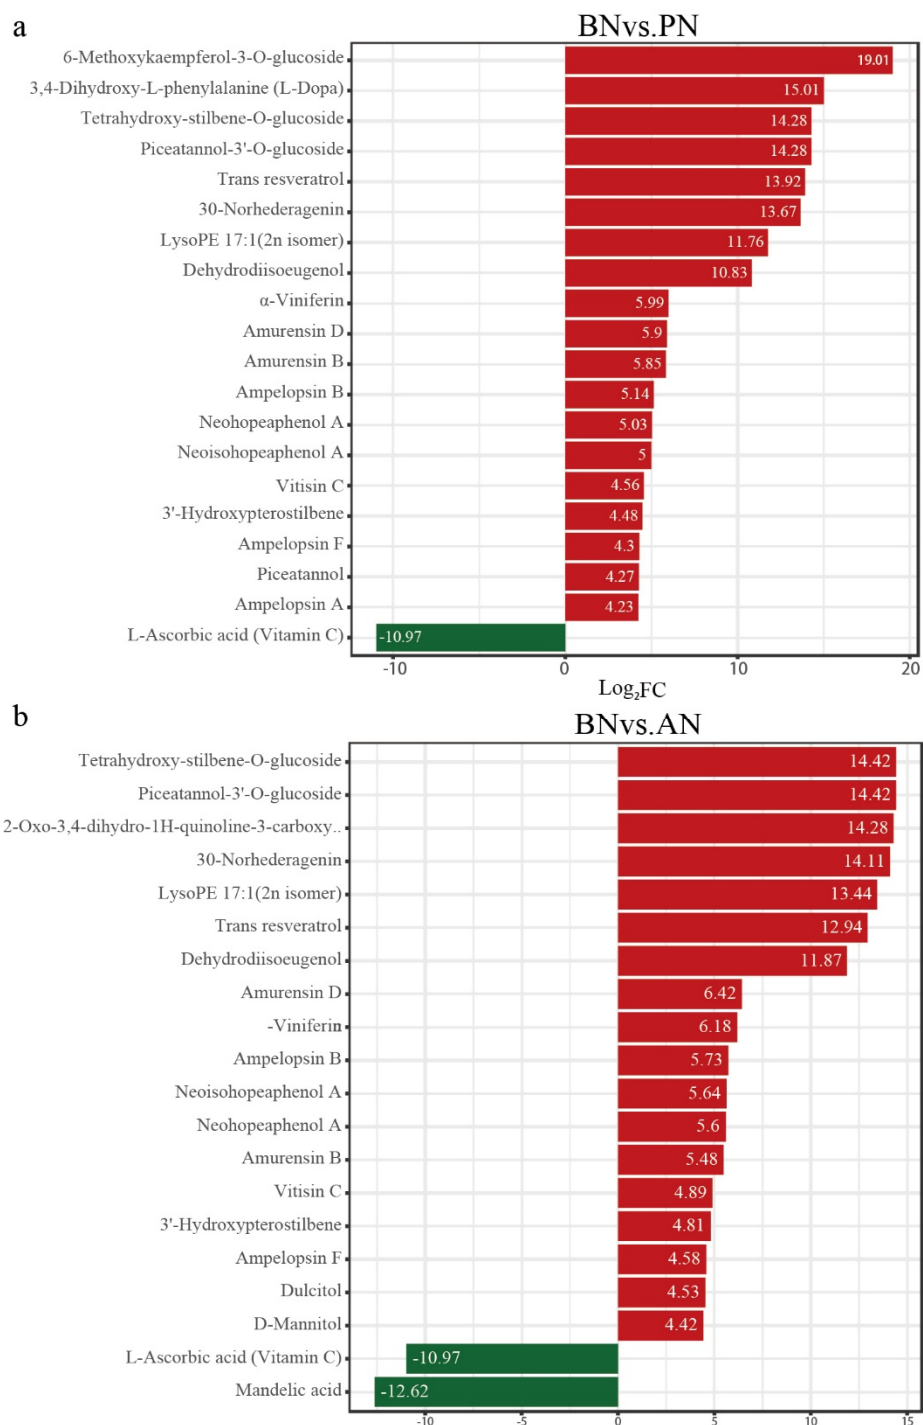 a
BNvs.PN
6-Methoxykaempferol-3-O-glucoside 19.01
3,4-Dihydroxy-L-phenylalanine (L-Dopa) 15.01
Tetrahydroxy-stilbene-O-glucoside 14.28
Piceatannol-3'-O-glucoside 14.28
Trans resveratrol 13.92
30-Norhederagenin 13.67
LysoPE 17:1(2n isomer) 11.76
Dehydrodiisoeugenol 10.83
α-Viniferin 5.99
Amurensin D 5.9
Amurensin B 5.85
Ampelopsin B 5.14
Neohopeaphenol A 5.03
Neoisohopeaphenol A 5
Vitisin C 4.56
3'-Hydroxypterostilbene 4.48
Ampelopsin F 4.3
Piceatannol 4.27
Ampelopsin A 4.23
L-Ascorbic acid (Vitamin C) -10.97
-10 0 10 20
Log₂FC
b
BNvs.AN
Tetrahydroxy-stilbene-O-glucoside 14.42
Piceatannol-3'-O-glucoside 14.42
2-Oxo-3,4-dihydro-1H-quinoline-3-carboxy.. 14.28
30-Norhederagenin 14.11
LysoPE 17:1(2n isomer) 13.44
Trans resveratrol 12.94
Dehydrodiisoeugenol 11.87
Amurensin D 6.42
-Viniferin 6.18
Ampelopsin B 5.73
Neoisohopeaphenol A 5.64
Neohopeaphenol A 5.6
Amurensin B 5.48
Vitisin C 4.89
3'-Hydroxypterostilbene 4.81
Ampelopsin F 4.58
Dulcitol 4.53
D-Mannitol 4.42
L-Ascorbic acid (Vitamin C) -10.97
Mandelic acid -12.62
-10 -5 0 5 10 15